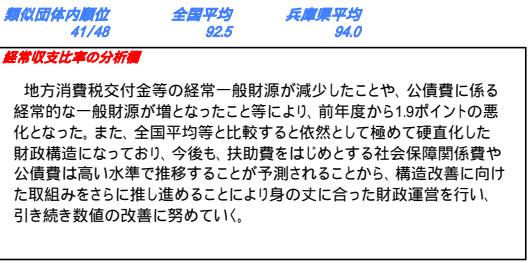 類似団体内順位 全国平均 兵庫県平均
41/48 92.5 94.0
経常収支比率の分析欄
地方消費税交付金等の経常一般財源が減少したことや、公債費に係る
経常的な一般財源が増となったこと等により、前年度から1.9ポイントの悪
化となった。また、全国平均等と比較すると依然として極めて硬直化した
財政構造になっており、今後も、扶助費をはじめとする社会保障関係費や
公債費は高い水準で推移することが予測されることから、構造改善に向け
た取組みをさらに推し進めることにより身の丈に合った財政運営を行い、
引き続き数値の改善に努めていく。